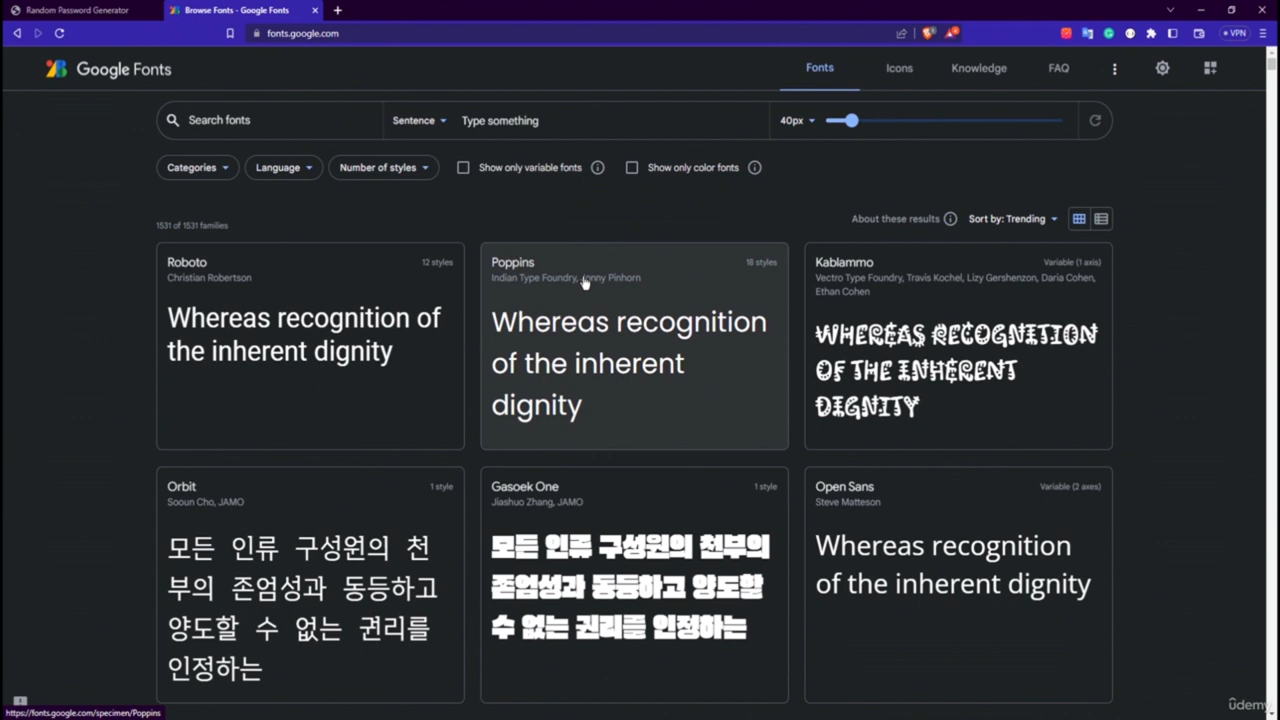 Random Password Generator
Browse Fonts - Google Fonts
fonts.google.com
VPN
Google Fonts
Fonts
Icons
Knowledge
FAQ
Search fonts
Sentence
Type something
40px
Categories
Language
Number of styles
Show only variable fonts
Show only color fonts
1531 of 1531 families
About these results
Sort by: Trending
Roboto
12 styles
Christian Robertson
Whereas recognition of
the inherent dignity
Poppins
18 styles
Indian Type Foundry, Jonny Pinhorn
Whereas recognition
of the inherent
dignity
Kablammo
Variable (1 axis)
Vectro Type Foundry, Travis Kochel, Lizy Gershenzon, Daria Cohen,
Ethan Cohen
WHEREAS RECOGNITION
OF THE INHERENT
DIGNITY
Orbit
1 style
Sooun Cho, JAMO
모든 인류 구성원의 천
부의 존엄성과 동등하고
양도할 수 없는 권리를
인정하는
Gasoek One
1 style
Jiashuo Zhang, JAMO
모든 인류 구성원의 천부의
존엄성과 동등하고 양도할
수 없는 권리를 인정하는
Open Sans
Variable (2 axes)
Steve Matteson
Whereas recognition
of the inherent dignity
https://fonts.google.com/specimen/Poppins
ûdemy